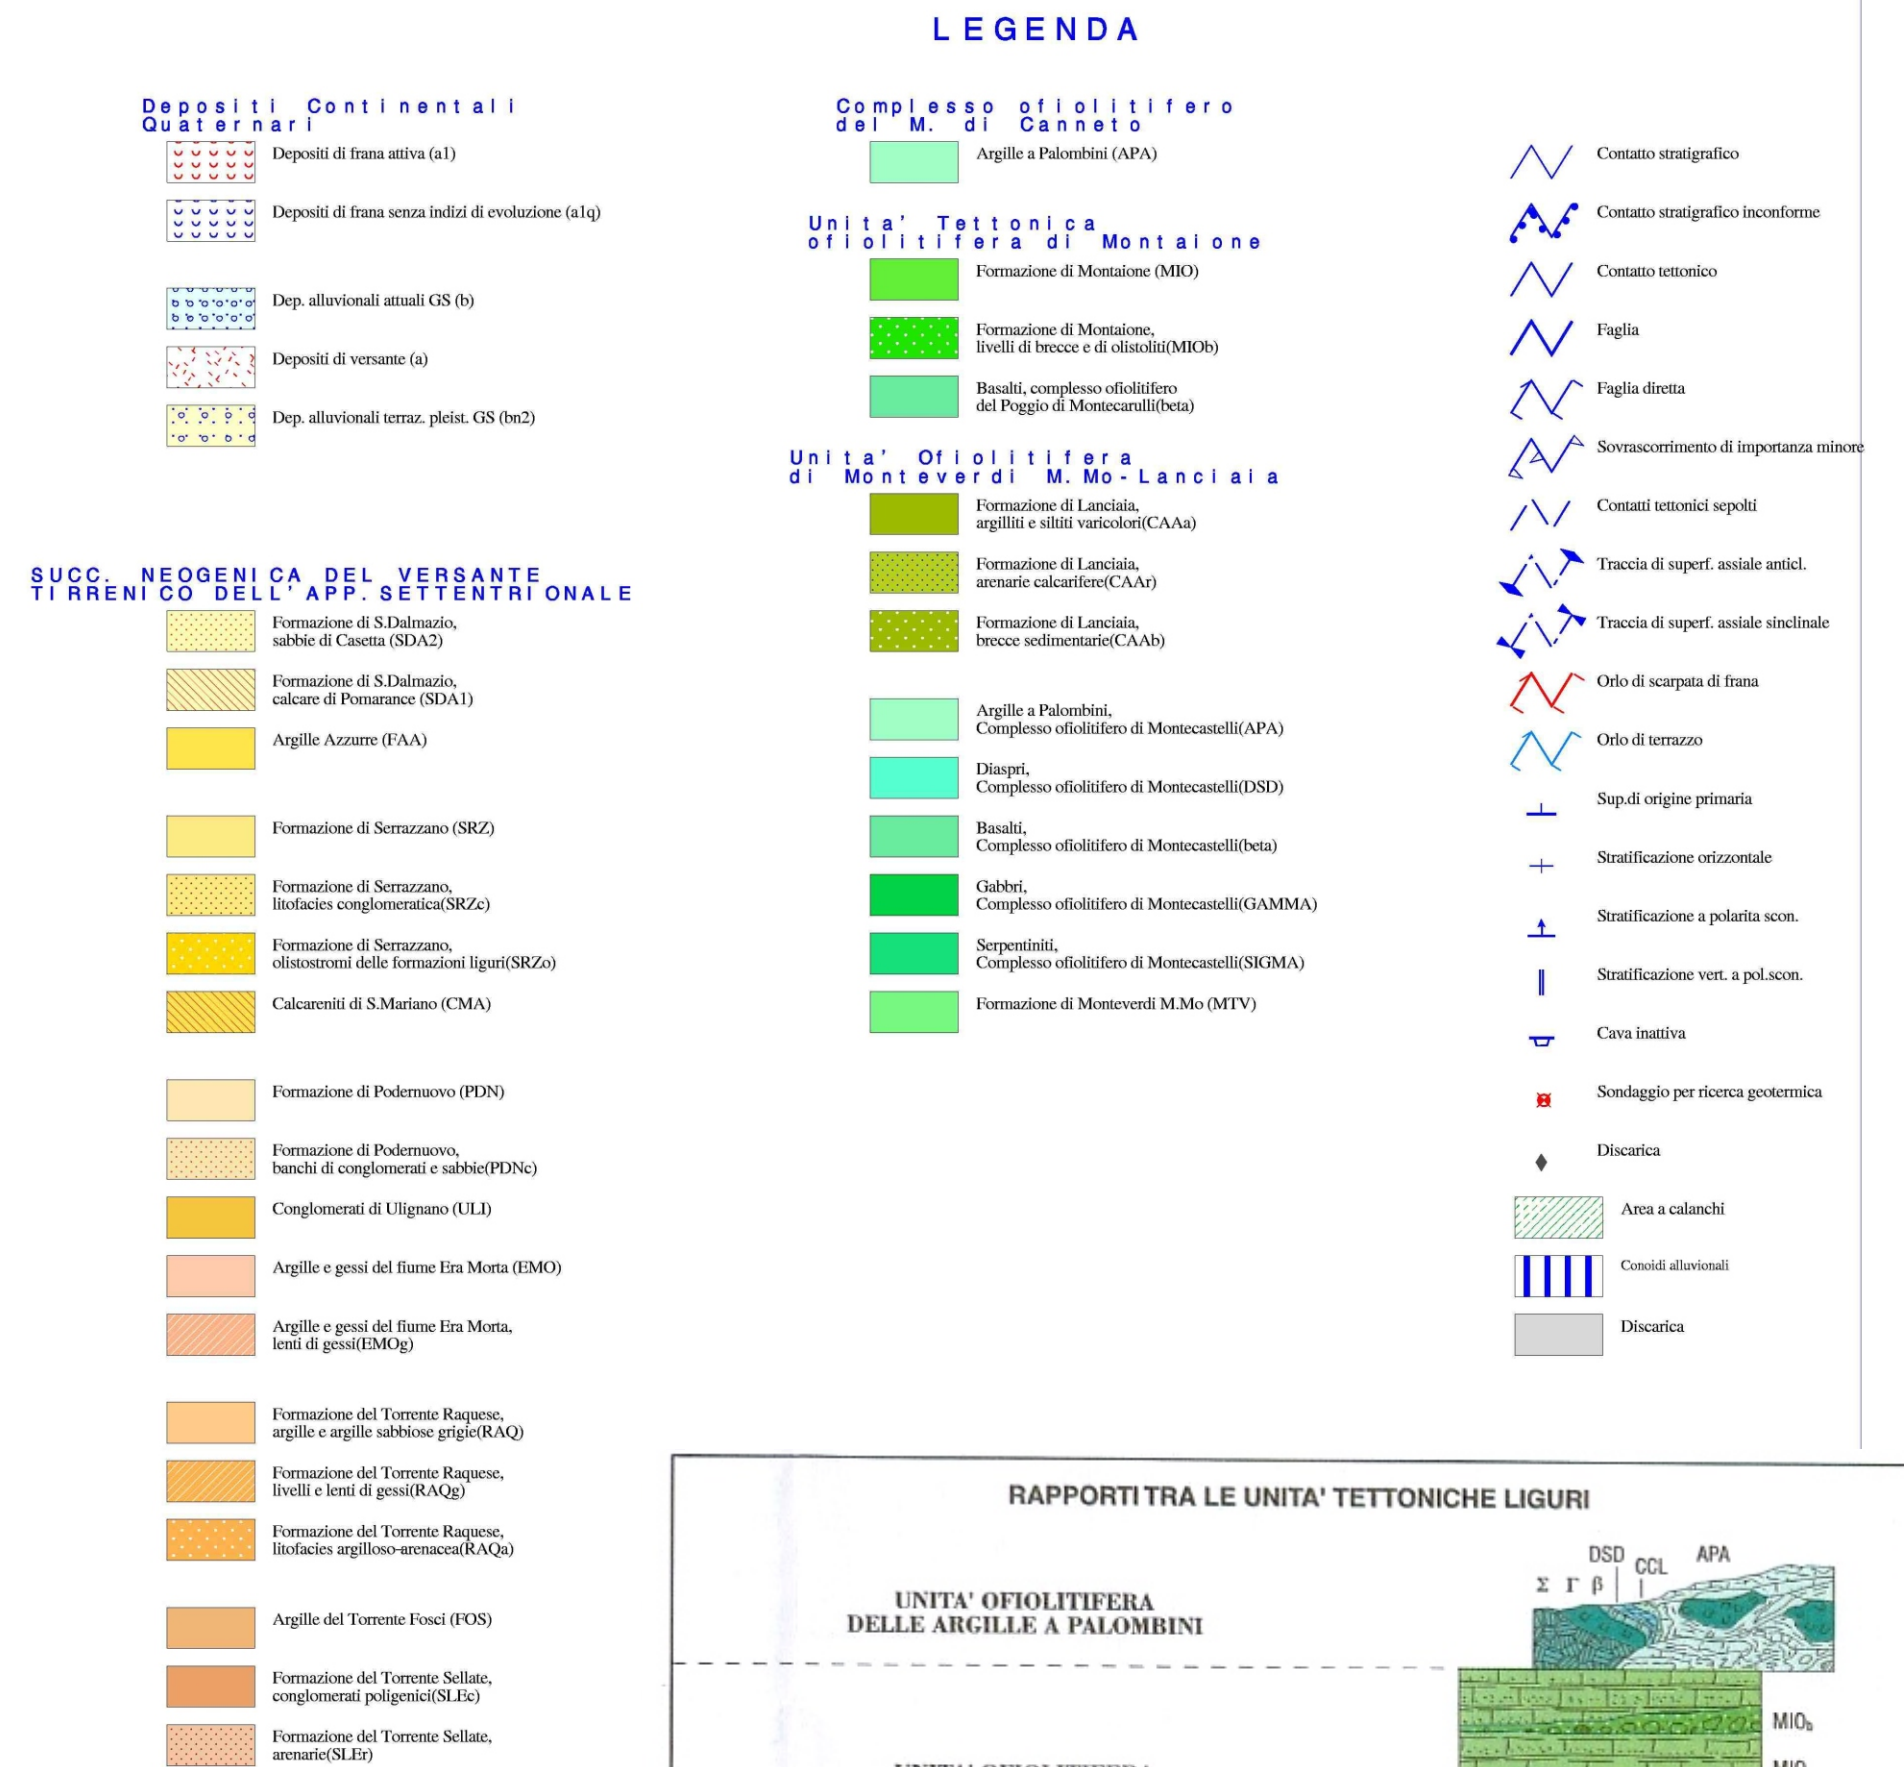 LEGENDA
Depositi Continentali
Quaternari
Depositi di frana attiva (a1)
Depositi di frana senza indizi di evoluzione (a1q)
Dep. alluvionali attuali GS (b)
Depositi di versante (a)
Dep. alluvionali terraz. pleist. GS (bn2)
SUCC. NEOGENICA DEL VERSANTE
TIRRENICO DELL'APP. SETTENTRIONALE
Formazione di S.Dalmazio,
sabbie di Casetta (SDA2)
Formazione di S.Dalmazio,
calcare di Pomarance (SDA1)
Argille Azzurre (FAA)
Formazione di Serrazzano (SRZ)
Formazione di Serrazzano,
litofacies conglomeratica(SRZc)
Formazione di Serrazzano,
olistostromi delle formazioni liguri(SRZo)
Calcareniti di S.Mariano (CMA)
Formazione di Podernuovo (PDN)
Formazione di Podernuovo,
banchi di conglomerati e sabbie(PDNc)
Conglomerati di Ulignano (ULI)
Argille e gessi del fiume Era Morta (EMO)
Argille e gessi del fiume Era Morta,
lenti di gessi(EMOg)
Formazione del Torrente Raquese,
argille e argille sabbiose grigie(RAQ)
Formazione del Torrente Raquese,
livelli e lenti di gessi(RAQg)
Formazione del Torrente Raquese,
litofacies argilloso-arenacea(RAQa)
Argille del Torrente Fosci (FOS)
Formazione del Torrente Sellate,
conglomerati poligenici(SLEc)
Formazione del Torrente Sellate,
arenarie(SLEr)
Complesso ofiolitifero
del M. di Canneto
Argille a Palombini (APA)
Unita' Tettonica
ofiolitifera di Montaione
Formazione di Montaione (MIO)
Formazione di Montaione,
livelli di brecce e di olistoliti(MIOb)
Basalti, complesso ofiolitifero
del Poggio di Montecarulli(beta)
Unita' Ofiolitifera
di Monteverdi M.Mo-Lanciaia
Formazione di Lanciaia,
argilliti e siltiti varicolori(CAAa)
Formazione di Lanciaia,
arenarie calcarifere(CAAr)
Formazione di Lanciaia,
brecce sedimentarie(CAAb)
Argille a Palombini,
Complesso ofiolitifero di Montecastelli(APA)
Diaspri,
Complesso ofiolitifero di Montecastelli(DSD)
Basalti,
Complesso ofiolitifero di Montecastelli(beta)
Gabbri,
Complesso ofiolitifero di Montecastelli(GAMMA)
Serpentiniti,
Complesso ofiolitifero di Montecastelli(SIGMA)
Formazione di Monteverdi M.Mo (MTV)
Contatto stratigrafico
Contatto stratigrafico inconforme
Contatto tettonico
Faglia
Faglia diretta
Sovrascorrimento di importanza minore
Contatti tettonici sepolti
Traccia di superf. assiale anticl.
Traccia di superf. assiale sinclinale
Orlo di scarpata di frana
Orlo di terrazzo
Sup.di origine primaria
Stratificazione orizzontale
Stratificazione a polarita scon.
Stratificazione vert. a pol.scon.
Cava inattiva
Sondaggio per ricerca geotermica
Discarica
Area a calanchi
Conoidi alluvionali
Discarica
RAPPORTI TRA LE UNITA' TETTONICHE LIGURI
DSD CCL APA
Σ Γ β
UNITA' OFIOLITIFERA
DELLE ARGILLE A PALOMBINI
MIOb